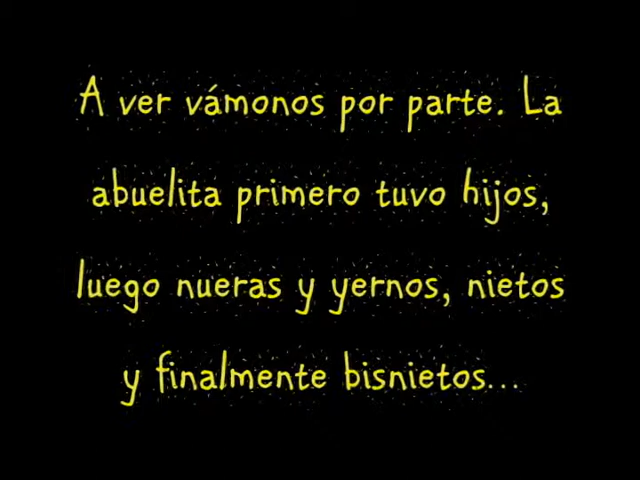 A ver vámonos por parte. La
abuelita primero tuvo hijos,
luego nueras y yernos, nietos
y finalmente bisnietos...